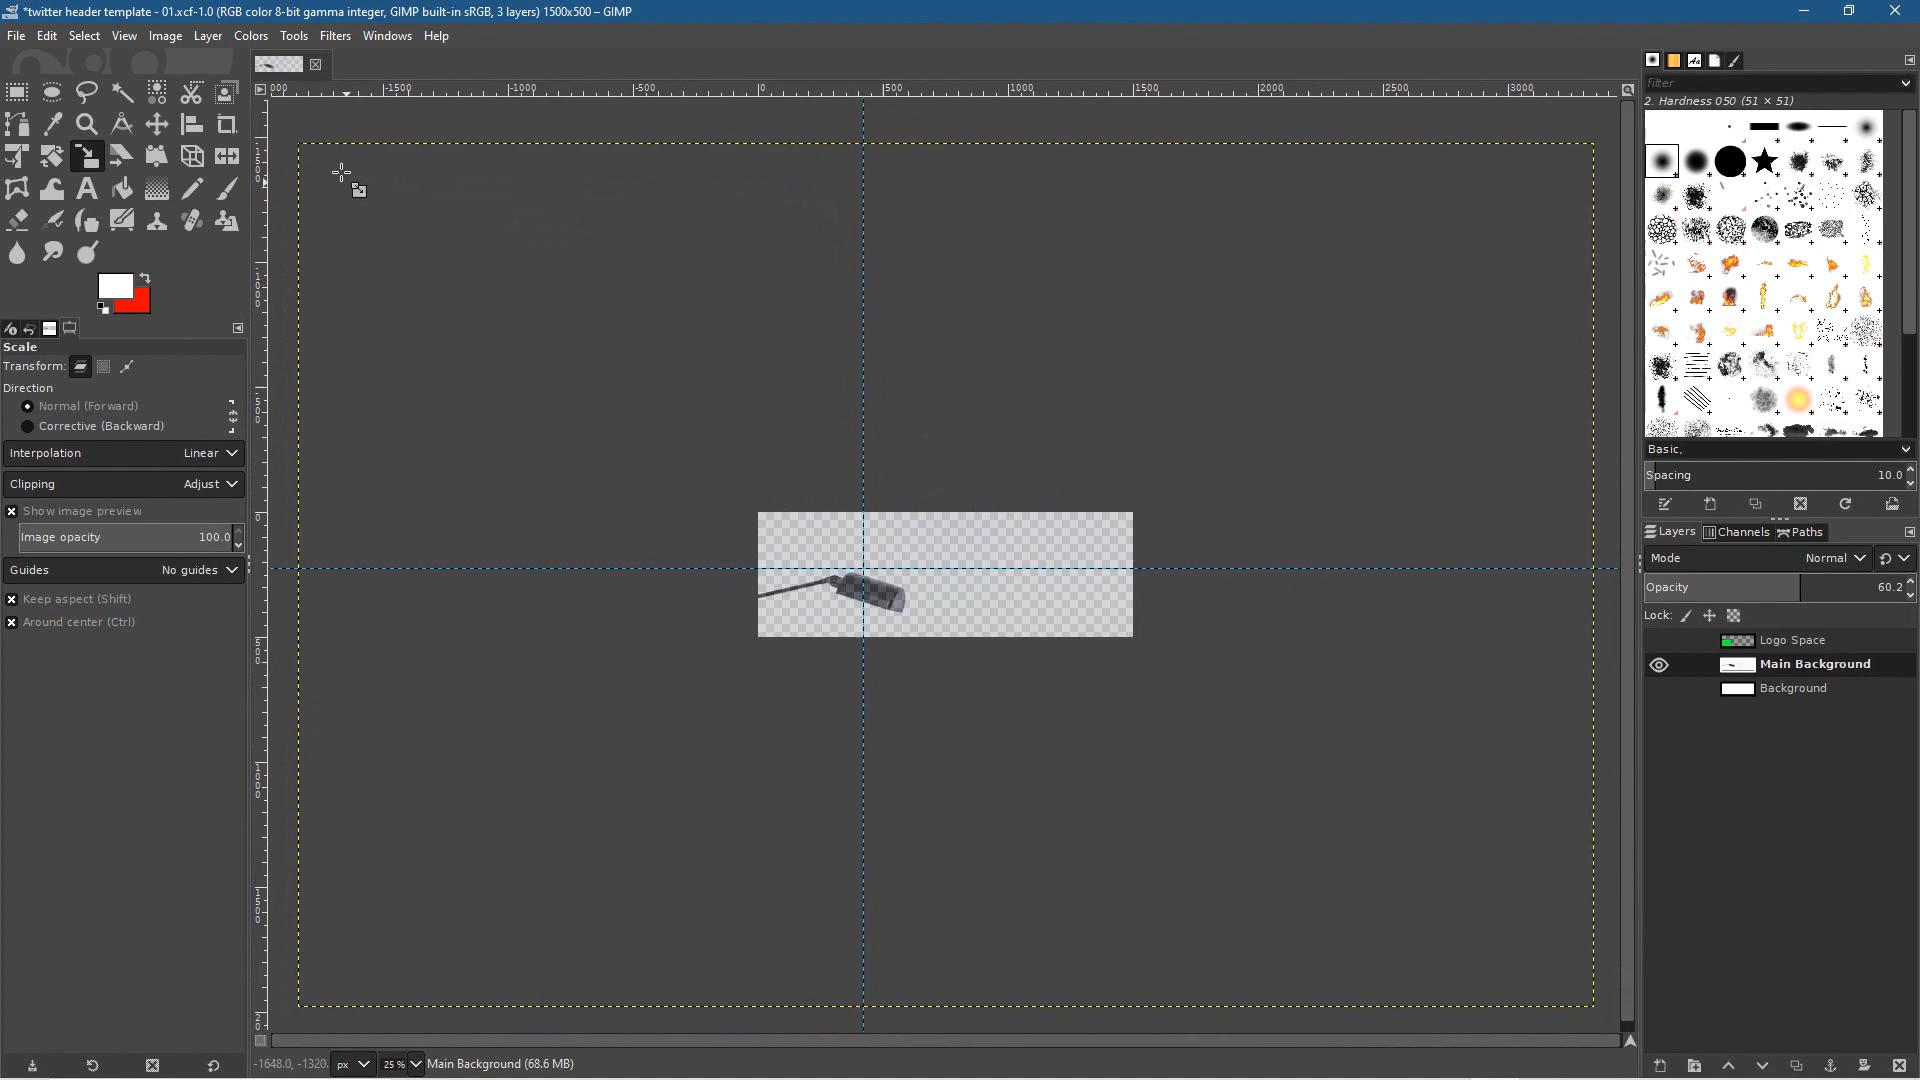 *twitter header template - 01.xcf-1.0 (RGB color 8-bit gamma integer, GIMP built-in sRGB, 3 layers) 1500x500 – GIMP
File Edit Select View Image Layer Colors Tools Filters Windows Help
000 -1500 -1000 -500 0 500 1000 1500 2000 2500 3000
filter
2. Hardness 050 (51 × 51)
Scale
Transform:
Direction
Normal (Forward)
Corrective (Backward)
Interpolation Linear
Clipping Adjust
Show image preview
Image opacity 100.0
Guides No guides
Keep aspect (Shift)
Around center (Ctrl)
Basic,
Spacing 10.0
Layers Channels Paths
Mode Normal
Opacity 60.2
Lock:
Logo Space
Main Background
Background
-1648.0, -1320. px 25 % Main Background (68.6 MB)